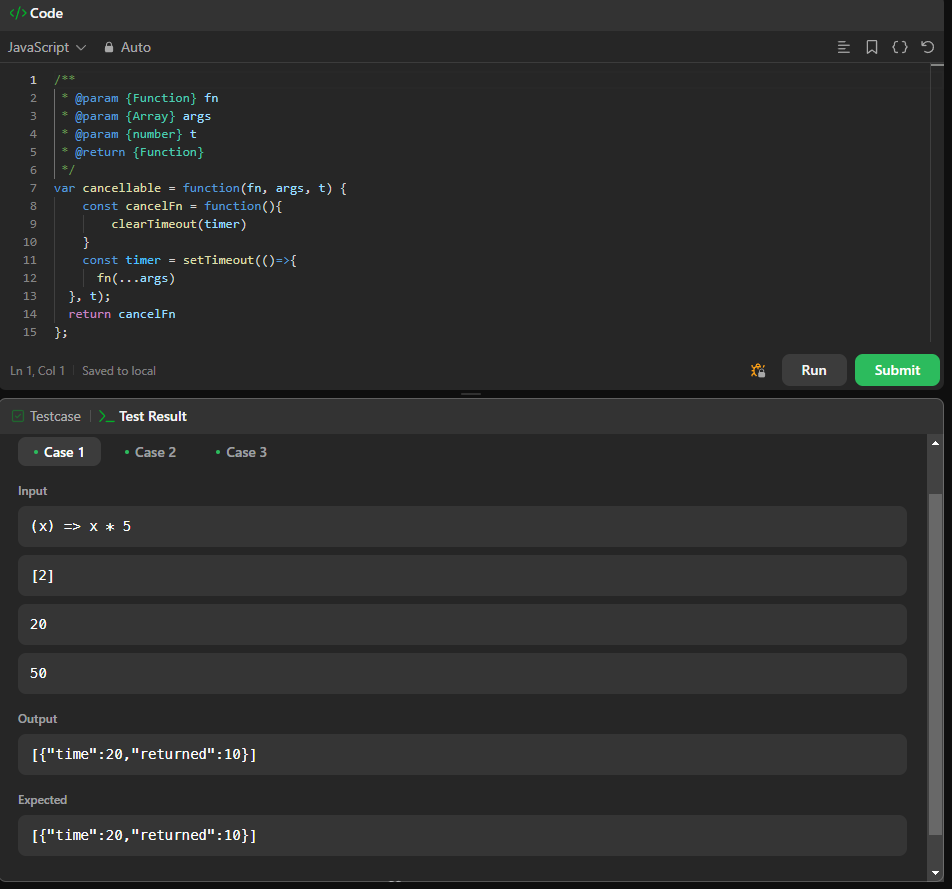 </> Code
JavaScript Auto
1 /**
2  * @param {Function} fn
3  * @param {Array} args
4  * @param {number} t
5  * @return {Function}
6  */
7 var cancellable = function(fn, args, t) {
8     const cancelFn = function(){
9         clearTimeout(timer)
10     }
11     const timer = setTimeout(()=>{
12       fn(...args)
13   }, t);
14   return cancelFn
15 };
Ln 1, Col 1 | Saved to local
Run Submit
Testcase | >_ Test Result
• Case 1 • Case 2 • Case 3
Input
(x) => x * 5
[2]
20
50
Output
[{"time":20,"returned":10}]
Expected
[{"time":20,"returned":10}]